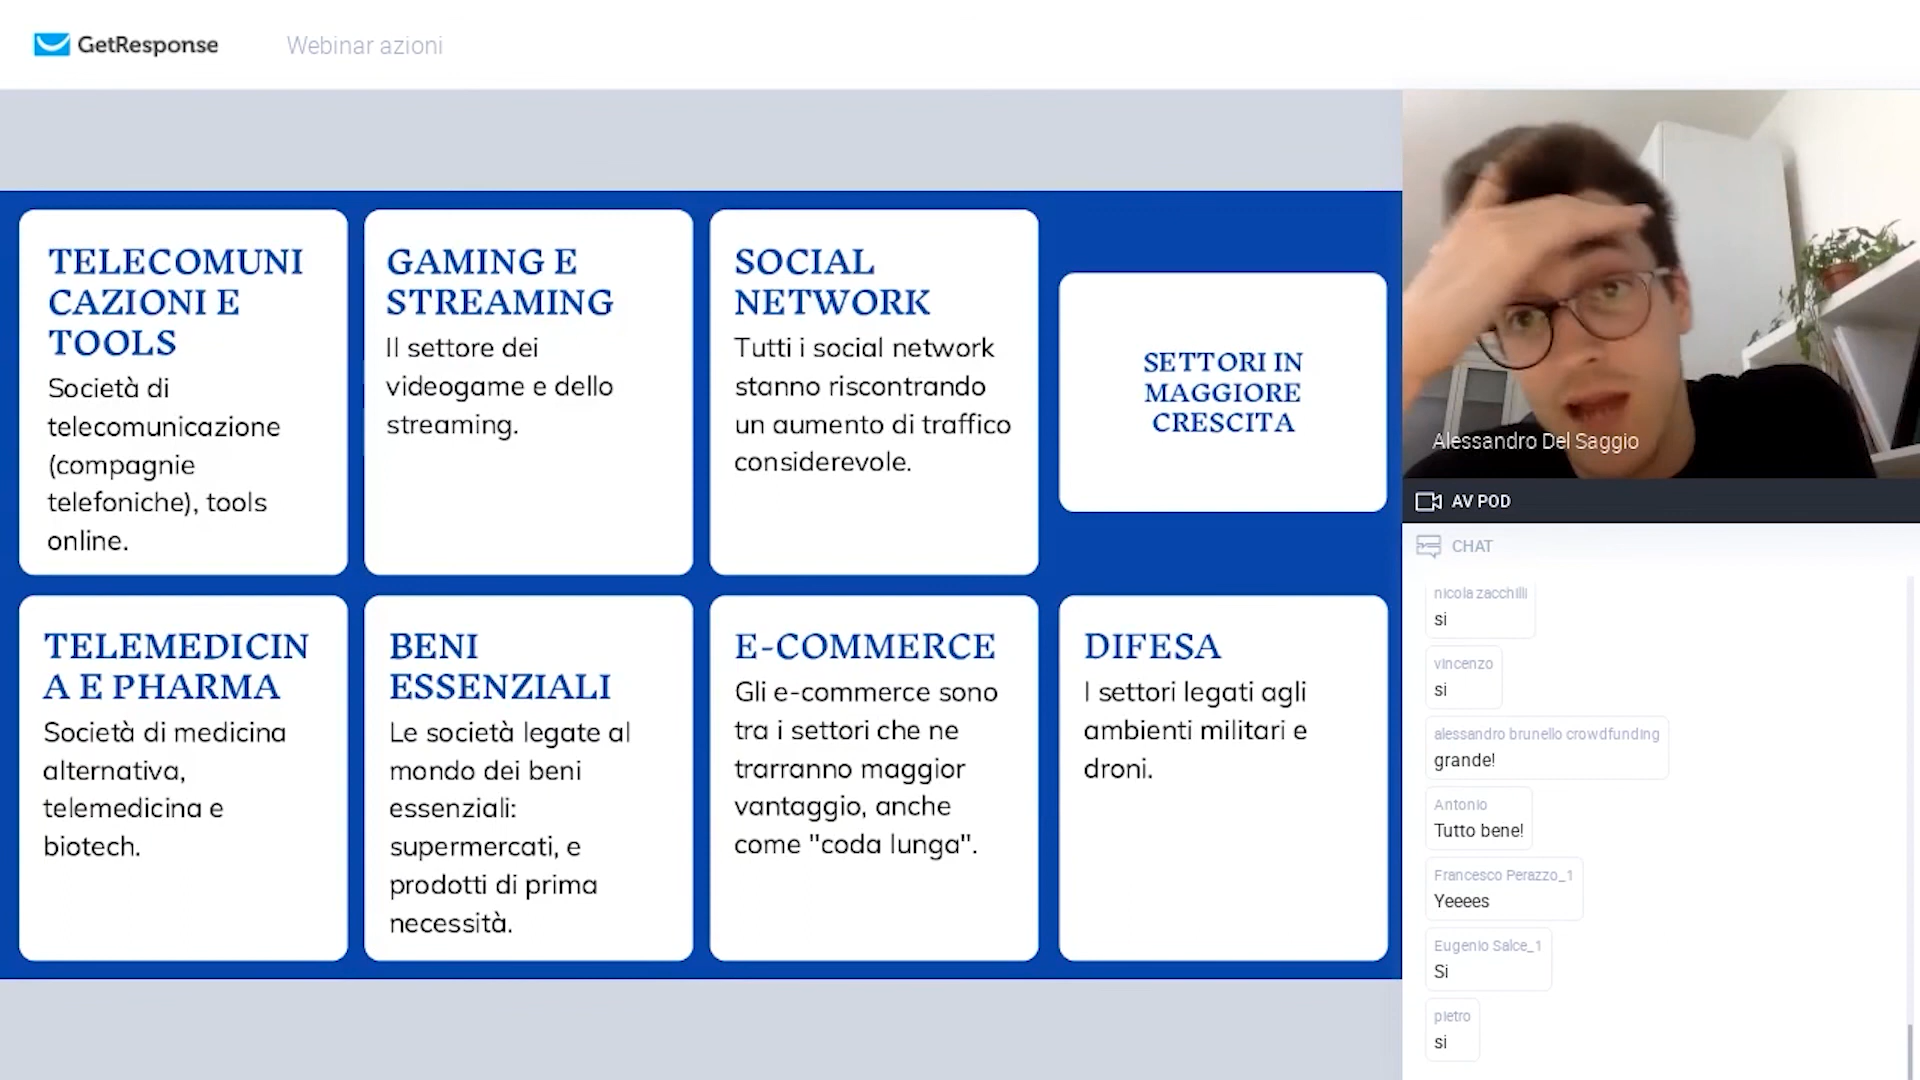 GetResponse
Webinar azioni
TELECOMUNI
CAZIONI E
TOOLS
Società di
telecomunicazione
(compagnie
telefoniche), tools
online.
GAMING E
STREAMING
Il settore dei
videogame e dello
streaming.
SOCIAL
NETWORK
Tutti i social network
stanno riscontrando
un aumento di traffico
considerevole.
SETTORI IN
MAGGIORE
CRESCITA
TELEMEDICIN
A E PHARMA
Società di medicina
alternativa,
telemedicina e
biotech.
BENI
ESSENZIALI
Le società legate al
mondo dei beni
essenziali:
supermercati, e
prodotti di prima
necessità.
E-COMMERCE
Gli e-commerce sono
tra i settori che ne
trarranno maggior
vantaggio, anche
come "coda lunga".
DIFESA
I settori legati agli
ambienti militari e
droni.
Alessandro Del Saggio
AV POD
CHAT
nicola zacchilli
si
vincenzo
si
alessandro brunello crowdfunding
grande!
Antonio
Tutto bene!
Francesco Perazzo_1
Yeeees
Eugenio Salce_1
Si
pietro
si